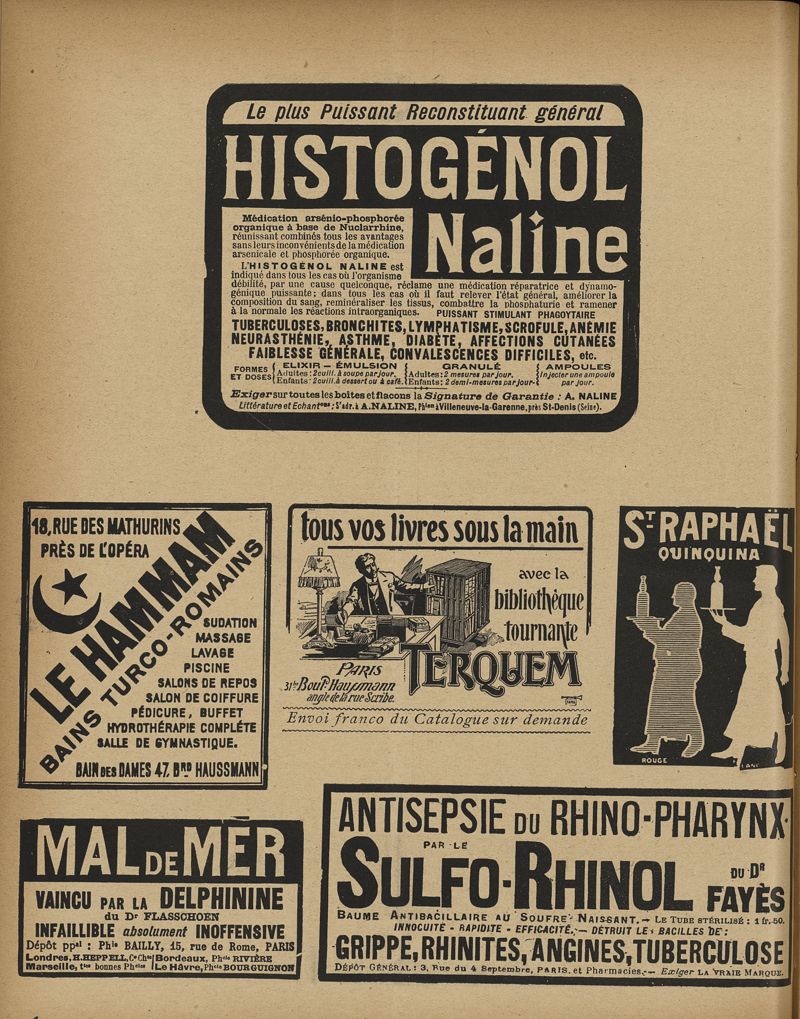 Le plus Puissant Reconstituant général
HISTOGÉNOL
Naline
Médication arsénio-phosphorée
organique à base de Nuclarrhine,
réunissant combinés tous les avantages
sans leurs inconvénients de la médication
arsenicale et phosphorée organique.
L'HISTOGÉNOL NALINE est
indiqué dans tous les cas où l'organisme
débilité, par une cause quelconque, réclame une médication réparatrice et dynamo-
génique puissante; dans tous les cas où il faut relever l'état général, améliorer la
composition du sang, reminéraliser les tissus, combattre la phosphaturie et ramener
à la normale les réactions intraorganiques. PUISSANT STIMULANT PHAGOYTAIRE
TUBERCULOSES, BRONCHITES, LYMPHATISME, SCROFULE, ANÉMIE
NEURASTHÉNIE, ASTHME, DIABÈTE, AFFECTIONS CUTANÉES
FAIBLESSE GÉNÉRALE, CONVALESCENCES DIFFICILES, etc.
FORMES ET DOSES
ELIXIR — ÉMULSION
Adultes: 2 cuill. à soupe par jour.
Enfants: 2 cuill. à dessert ou à café.
GRANULÉ
Adultes: 2 mesures par jour.
Enfants: 2 demi-mesures par jour.
AMPOULES
Injecter une ampoule
par jour.
Exiger sur toutes les boîtes et flacons la Signature de Garantie: A. NALINE
Littérature et Echantons: S'adr. à A. NALINE, Phien à Villeneuve-la-Garenne, près St-Denis (Seine).
18, RUE DES MATHURINS
PRÈS DE L'OPÉRA
LE HAMMAM
BAINS TURCO-ROMAINS
SUDATION
MASSAGE
LAVAGE
PISCINE
SALONS DE REPOS
SALON DE COIFFURE
PÉDICURE, BUFFET
HYDROTHÉRAPIE COMPLÉTE
SALLE DE GYMNASTIQUE.
BAIN DES DAMES 47, BRD HAUSSMANN
tous vos livres sous la main
avec la
bibliothèque
tournante
TERQUEM
PARIS
31bis Boul. Haussmann
angle de la rue Scribe.
Envoi franco du Catalogue sur demande
ST RAPHAËL
QUINQUINA
ROUGE
MAL DE MER
VAINCU PAR LA DELPHININE
du Dr FLASSCHOEN
INFAILLIBLE absolument INOFFENSIVE
Dépôt ppal: Phie BAILLY, 15, rue de Rome, PARIS
Londres, H. HEPPELL, Cn Chst Bordeaux, Phcie RIVIÈRE
Marseille, ttes bonnes Phcies Le Hâvre, Phcie BOURGUIGNON
ANTISEPSIE DU RHINO-PHARYNX
PAR LE
SULFO-RHINOL DU DR FAYÈS
BAUME ANTIBACILLAIRE AU SOUFRE NAISSANT. — LE TUBE STÉRILISÉ: 1 fr. 50.
INNOCUITÉ - RAPIDITÉ - EFFICACITÉ. — DÉTRUIT LES BACILLES DE:
GRIPPE, RHINITES, ANGINES, TUBERCULOSE
DÉPÔT GÉNÉRAL: 3, Rue du 4 Septembre, PARIS, et Pharmacies. — Exiger LA VRAIE MARQUE.